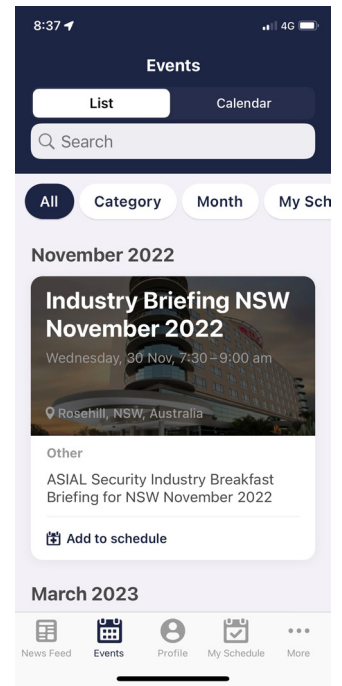 8:37 4G
Events
List Calendar
Search
All Category Month My Sch
November 2022
Industry Briefing NSW
November 2022
Wednesday, 30 Nov, 7:30–9:00 am
Rosehill, NSW, Australia
Other
ASIAL Security Industry Breakfast
Briefing for NSW November 2022
Add to schedule
March 2023
News Feed Events Profile My Schedule More